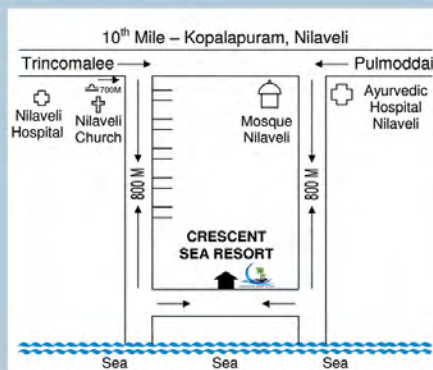 10th Mile – Kopalapuram, Nilaveli
Trincomalee
Pulmoddai
700M
Nilaveli
Hospital
Nilaveli
Church
Mosque
Nilaveli
Ayurvedic
Hospital
Nilaveli
800 M
800 M
CRESCENT
SEA RESORT
Sea
Sea
Sea